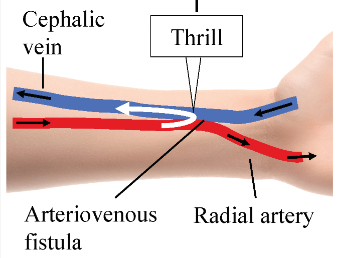 Cephalic
vein
Thrill
Arteriovenous
fistula
Radial artery